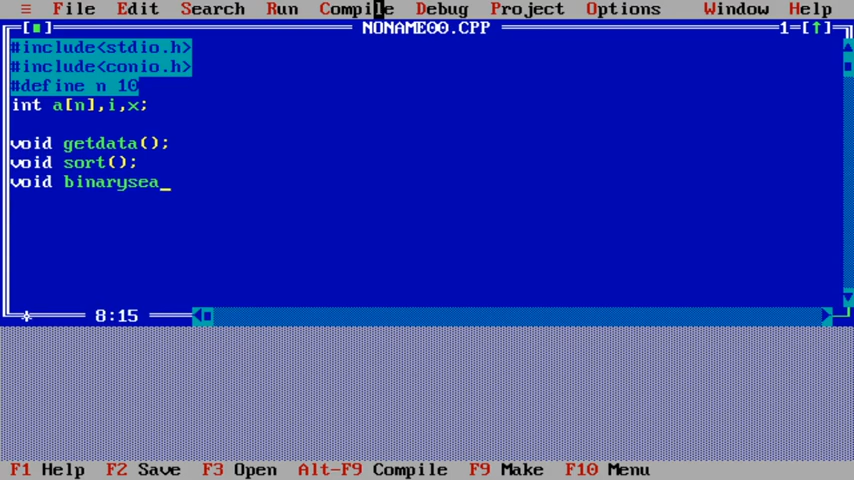 ≡ File Edit Search Run Compile Debug Project Options Window Help
[■] NONAME00.CPP 1=[↑]
#include<stdio.h>
#include<conio.h>
#define n 10
int a[n],i,x;
void getdata();
void sort();
void binarysea_
* 8:15
F1 Help F2 Save F3 Open Alt-F9 Compile F9 Make F10 Menu